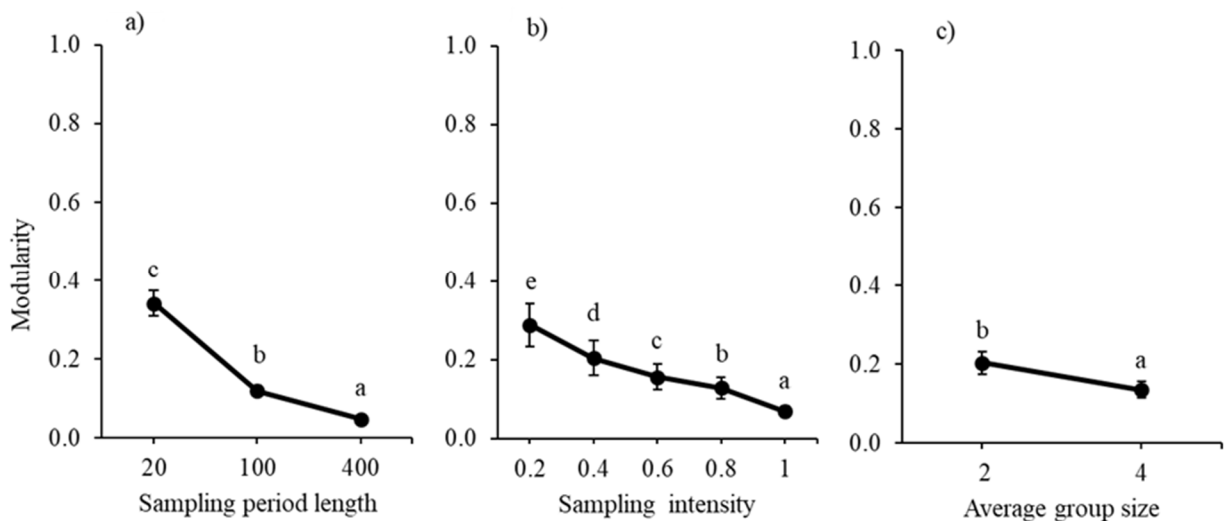 a)
1.0
0.8
0.6
0.4
0.2
0.0
Modularity
c
b
a
20 100 400
Sampling period length
b)
1.0
0.8
0.6
0.4
0.2
0.0
e
d
c
b
a
0.2 0.4 0.6 0.8 1
Sampling intensity
c)
1.0
0.8
0.6
0.4
0.2
0.0
b
a
2 4
Average group size